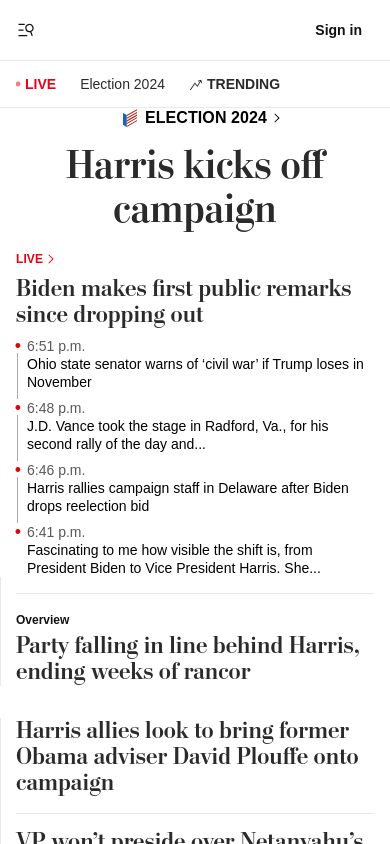 Sign in
LIVE
Election 2024
TRENDING
ELECTION 2024
Harris kicks off
campaign
LIVE
Biden makes first public remarks
since dropping out
6:51 p.m.
Ohio state senator warns of ‘civil war’ if Trump loses in
November
6:48 p.m.
J.D. Vance took the stage in Radford, Va., for his
second rally of the day and...
6:46 p.m.
Harris rallies campaign staff in Delaware after Biden
drops reelection bid
6:41 p.m.
Fascinating to me how visible the shift is, from
President Biden to Vice President Harris. She...
Overview
Party falling in line behind Harris,
ending weeks of rancor
Harris allies look to bring former
Obama adviser David Plouffe onto
campaign
VP won’t preside over Netanyahu’s